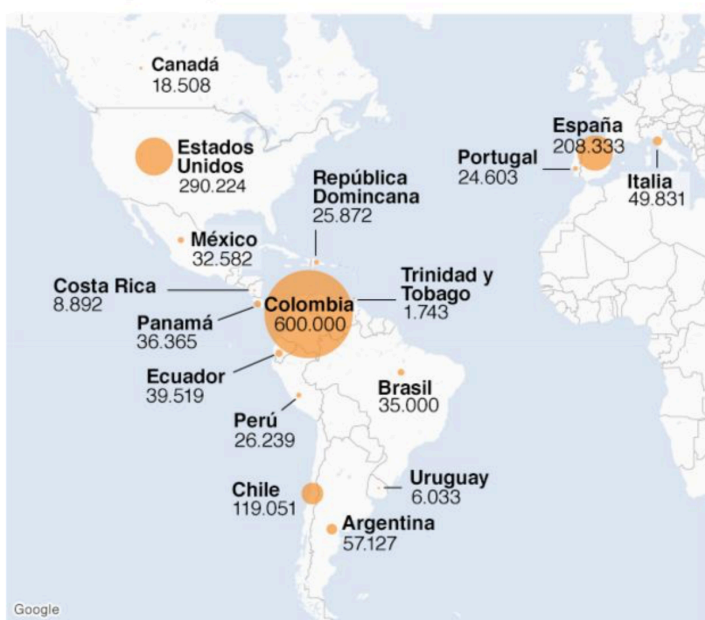 Canadá
18.508
Estados
Unidos
290.224
España
208.333
Portugal
24.603
Italia
49.831
República
Domincana
25.872
México
32.582
Costa Rica
8.892
Trinidad y
Tobago
1.743
Colombia
600.000
Panamá
36.365
Ecuador
39.519
Brasil
35.000
Perú
26.239
Uruguay
6.033
Chile
119.051
Argentina
57.127
Google